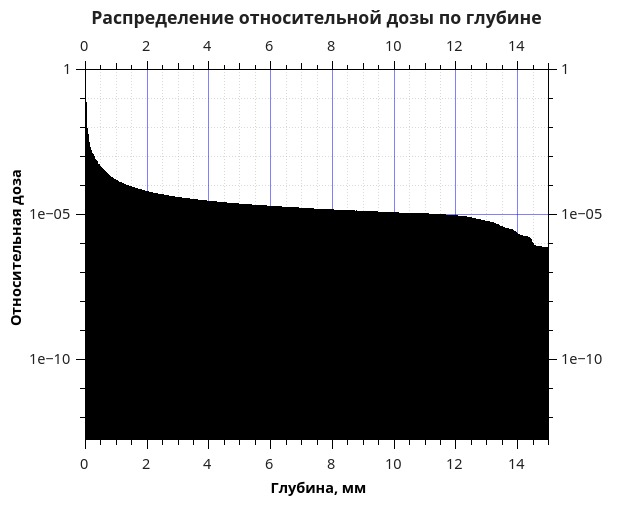 Распределение относительной дозы по глубине
0 2 4 6 8 10 12 14
1 1
1e−05 1e−05
1e−10 1e−10
Относительная доза
0 2 4 6 8 10 12 14
Глубина, мм